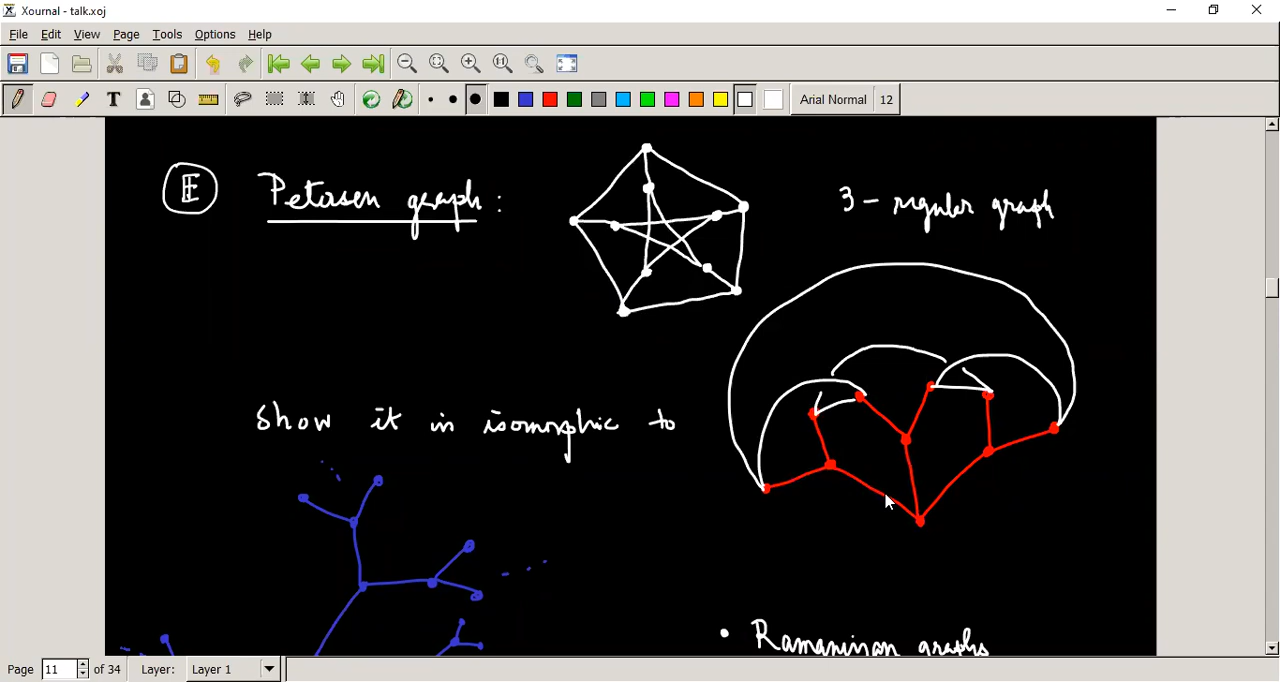 Xournal - talk.xoj
File Edit View Page Tools Options Help
Arial Normal 12
E Petersen graph :
3 - regular graph
Show it is isomorphic to
• Ramanujan graphs
Page 11 of 34 Layer: Layer 1